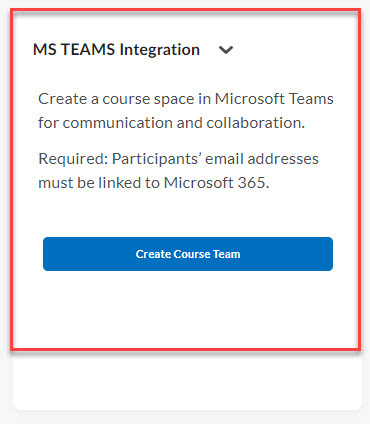 MS TEAMS Integration
Create a course space in Microsoft Teams
for communication and collaboration.
Required: Participants’ email addresses
must be linked to Microsoft 365.
Create Course Team